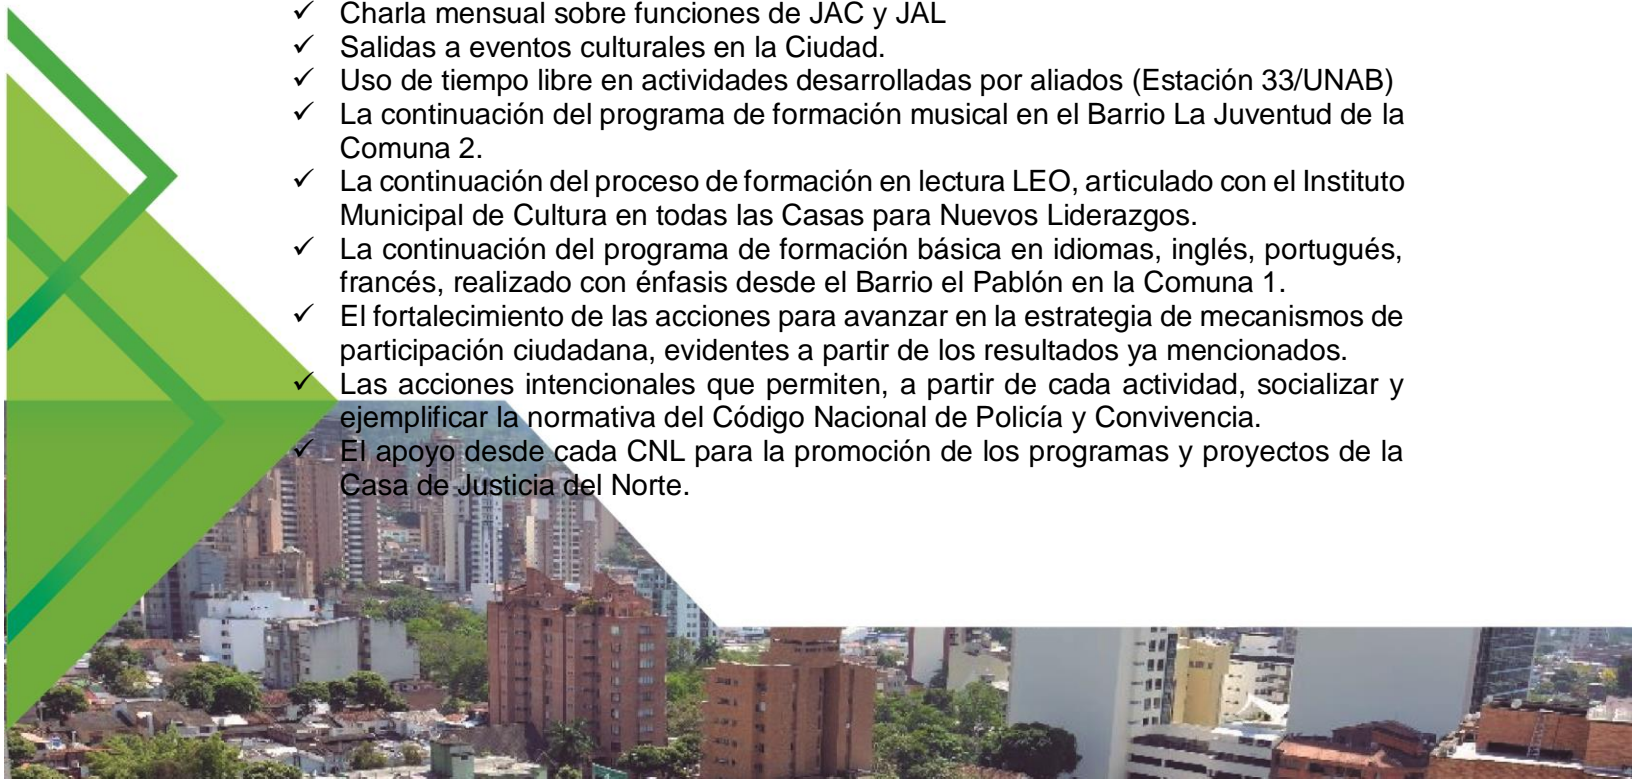 ✓ Charla mensual sobre funciones de JAC y JAL
✓ Salidas a eventos culturales en la Ciudad.
✓ Uso de tiempo libre en actividades desarrolladas por aliados (Estación 33/UNAB)
✓ La continuación del programa de formación musical en el Barrio La Juventud de la
Comuna 2.
✓ La continuación del proceso de formación en lectura LEO, articulado con el Instituto
Municipal de Cultura en todas las Casas para Nuevos Liderazgos.
✓ La continuación del programa de formación básica en idiomas, inglés, portugués,
francés, realizado con énfasis desde el Barrio el Pablón en la Comuna 1.
✓ El fortalecimiento de las acciones para avanzar en la estrategia de mecanismos de
participación ciudadana, evidentes a partir de los resultados ya mencionados.
✓ Las acciones intencionales que permiten, a partir de cada actividad, socializar y
ejemplificar la normativa del Código Nacional de Policía y Convivencia.
✓ El apoyo desde cada CNL para la promoción de los programas y proyectos de la
Casa de Justicia del Norte.